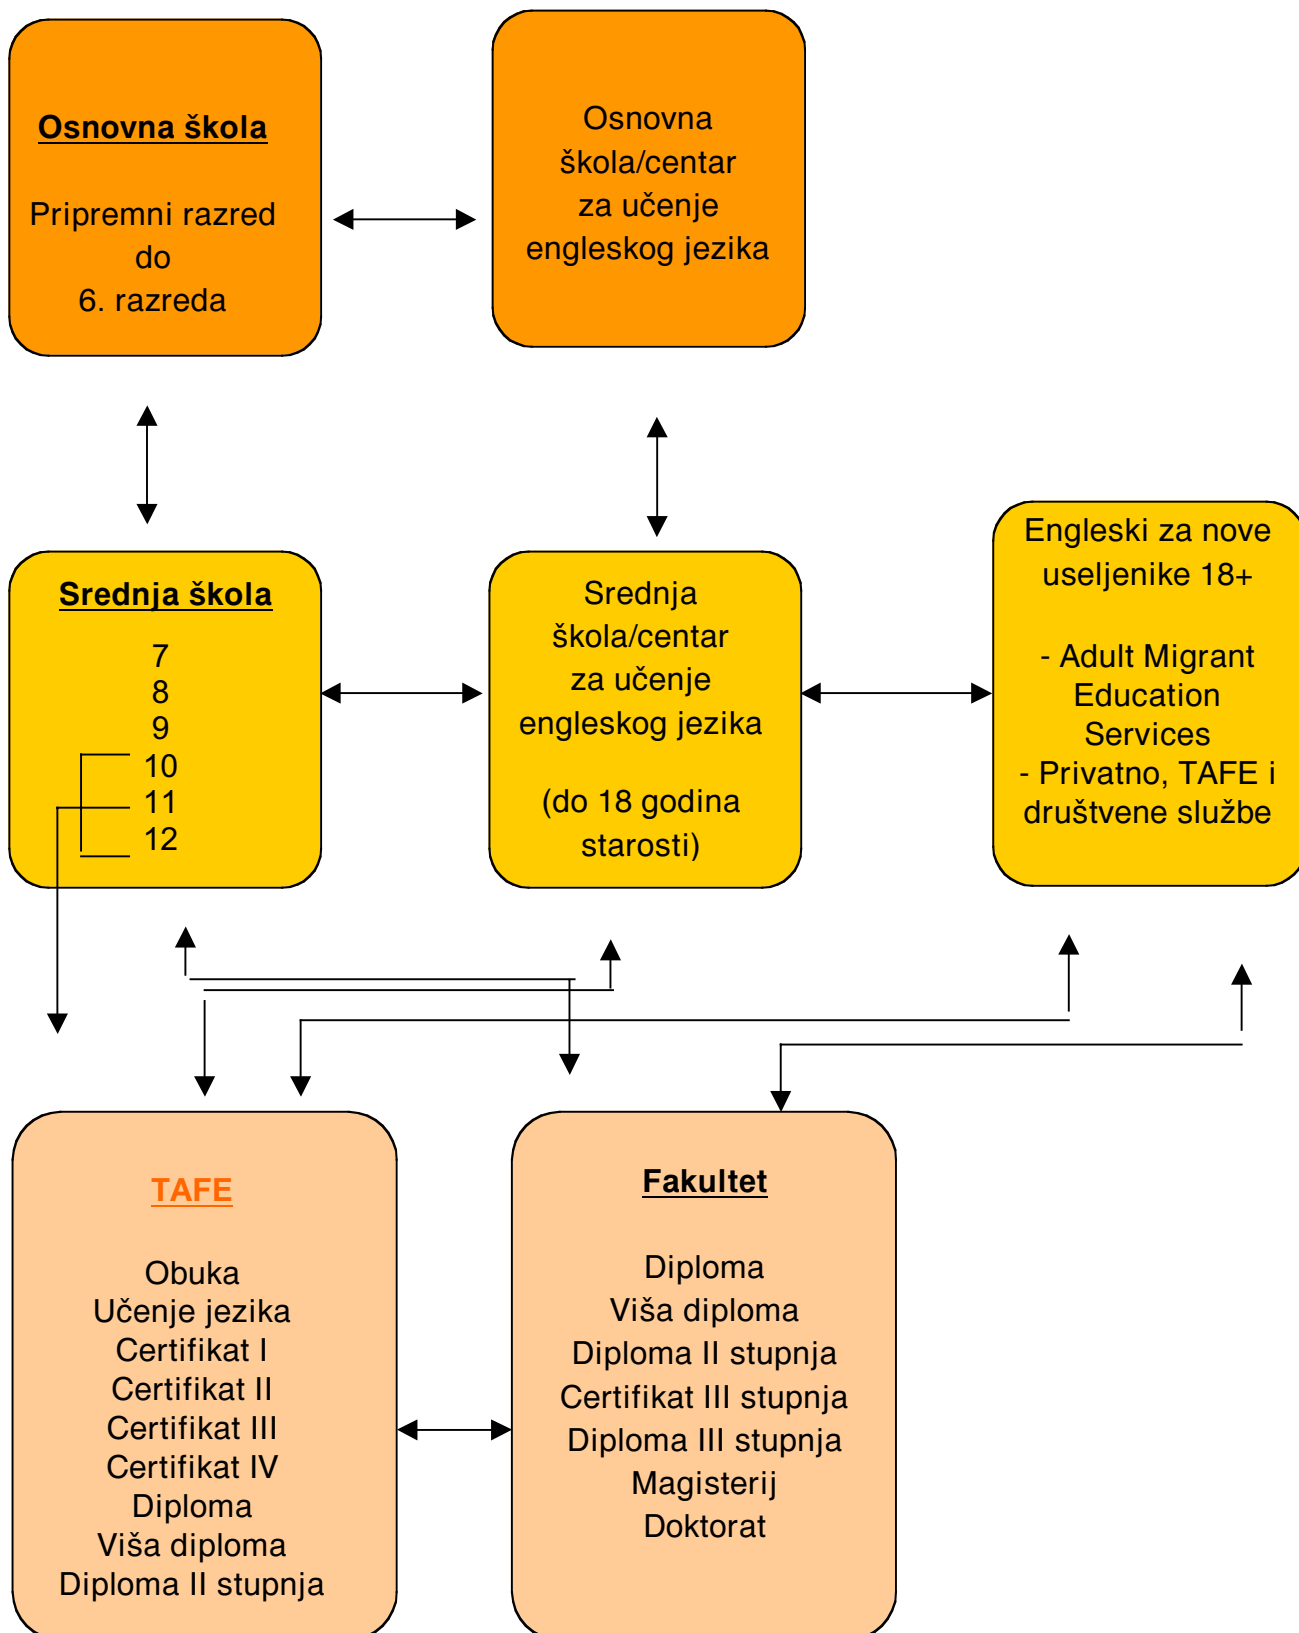 Osnovna škola
Pripremni razred
do
6. razreda
Osnovna
škola/centar
za učenje
engleskog jezika
Srednja škola
7
8
9
10
11
12
Srednja
škola/centar
za učenje
engleskog jezika
(do 18 godina
starosti)
Engleski za nove
useljenike 18+
- Adult Migrant
Education
Services
- Privatno, TAFE i
društvene službe
TAFE
Obuka
Učenje jezika
Certifikat I
Certifikat II
Certifikat III
Certifikat IV
Diploma
Viša diploma
Diploma II stupnja
Fakultet
Diploma
Viša diploma
Diploma II stupnja
Certifikat III stupnja
Diploma III stupnja
Magisterij
Doktorat